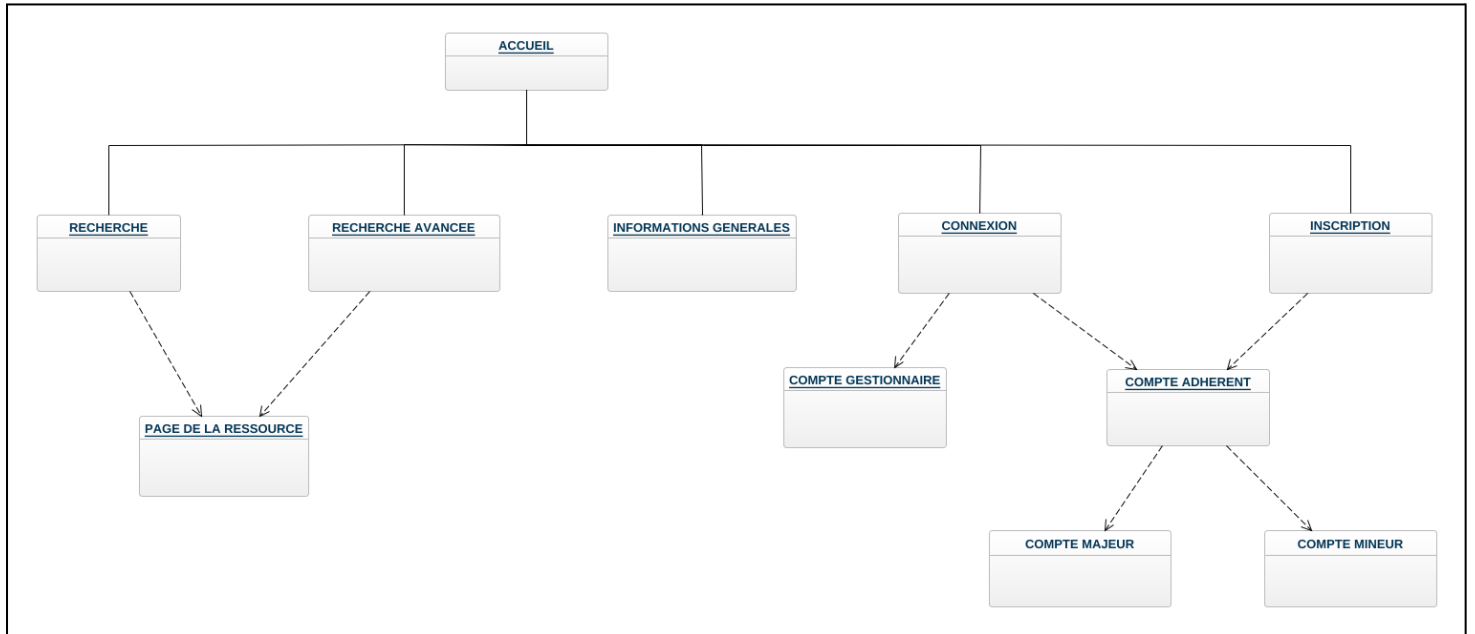 ACCUEIL
RECHERCHE
RECHERCHE AVANCEE
INFORMATIONS GENERALES
CONNEXION
INSCRIPTION
COMPTE GESTIONNAIRE
COMPTE ADHERENT
PAGE DE LA RESSOURCE
COMPTE MAJEUR
COMPTE MINEUR